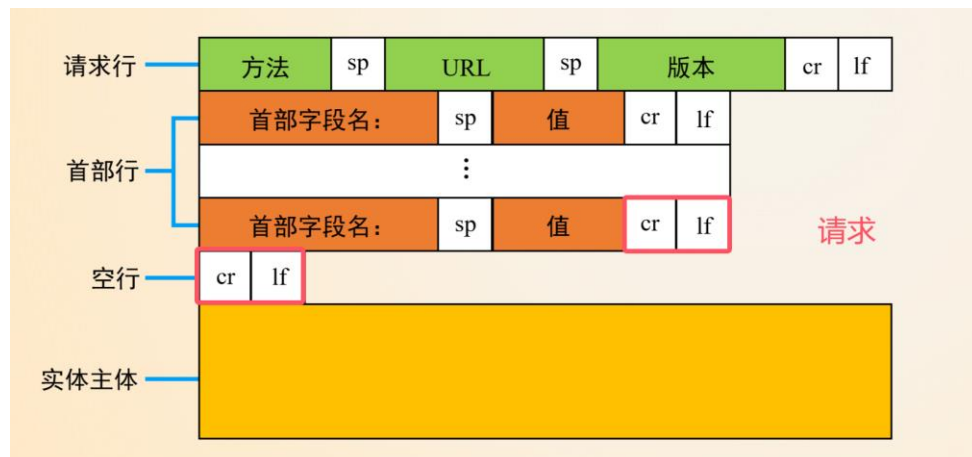 请求行 方法 sp URL sp 版本 cr lf
首部字段名： sp 值 cr lf
首部行 ⋮
首部字段名： sp 值 cr lf 请求
空行 cr lf
实体主体